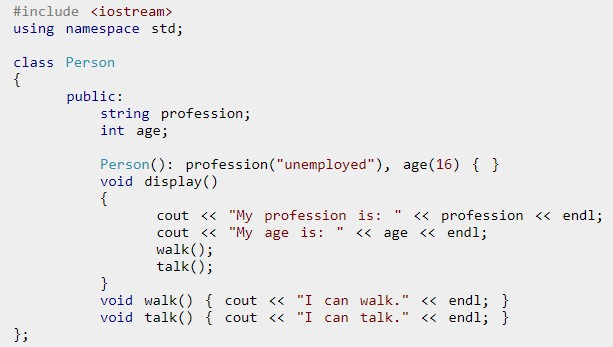 #include <iostream>
using namespace std;
class Person
{
public:
string profession;
int age;
Person(): profession("unemployed"), age(16) { }
void display()
{
cout << "My profession is: " << profession << endl;
cout << "My age is: " << age << endl;
walk();
talk();
}
void walk() { cout << "I can walk." << endl; }
void talk() { cout << "I can talk." << endl; }
};